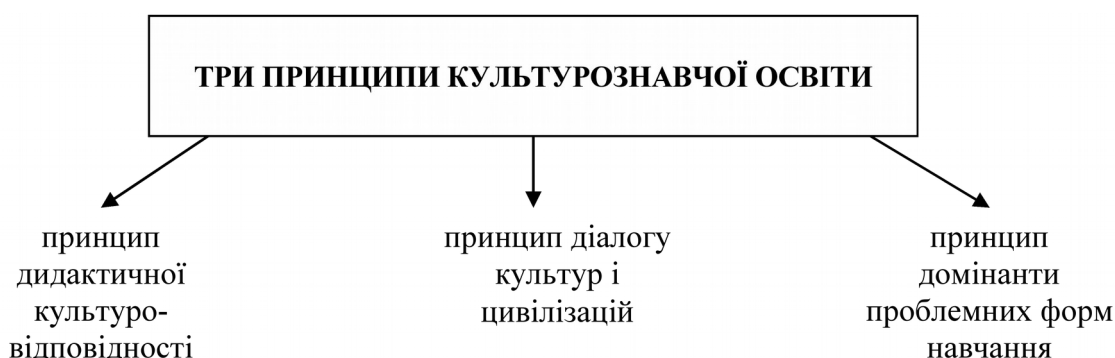 ТРИ ПРИНЦИПИ КУЛЬТУРОЗНАВЧОЇ ОСВІТИ
принцип
дидактичної
культуро-
відповідності
принцип діалогу
культур і
цивілізацій
принцип
домінанти
проблемних форм
навчання